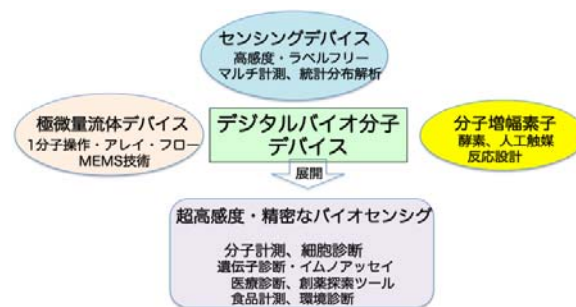 センシングデバイス
高感度・ラベルフリー
マルチ計測、統計分布解析
極微量流体デバイス
1分子操作・アレイ・フロー
MEMS技術
デジタルバイオ分子
デバイス
分子増幅素子
酵素、人工触媒
反応設計
展開
超高感度・精密なバイオセンシグ
分子計測、細胞診断
遺伝子診断・イムノアッセイ
医療診断、創薬探索ツール
食品計測、環境診断